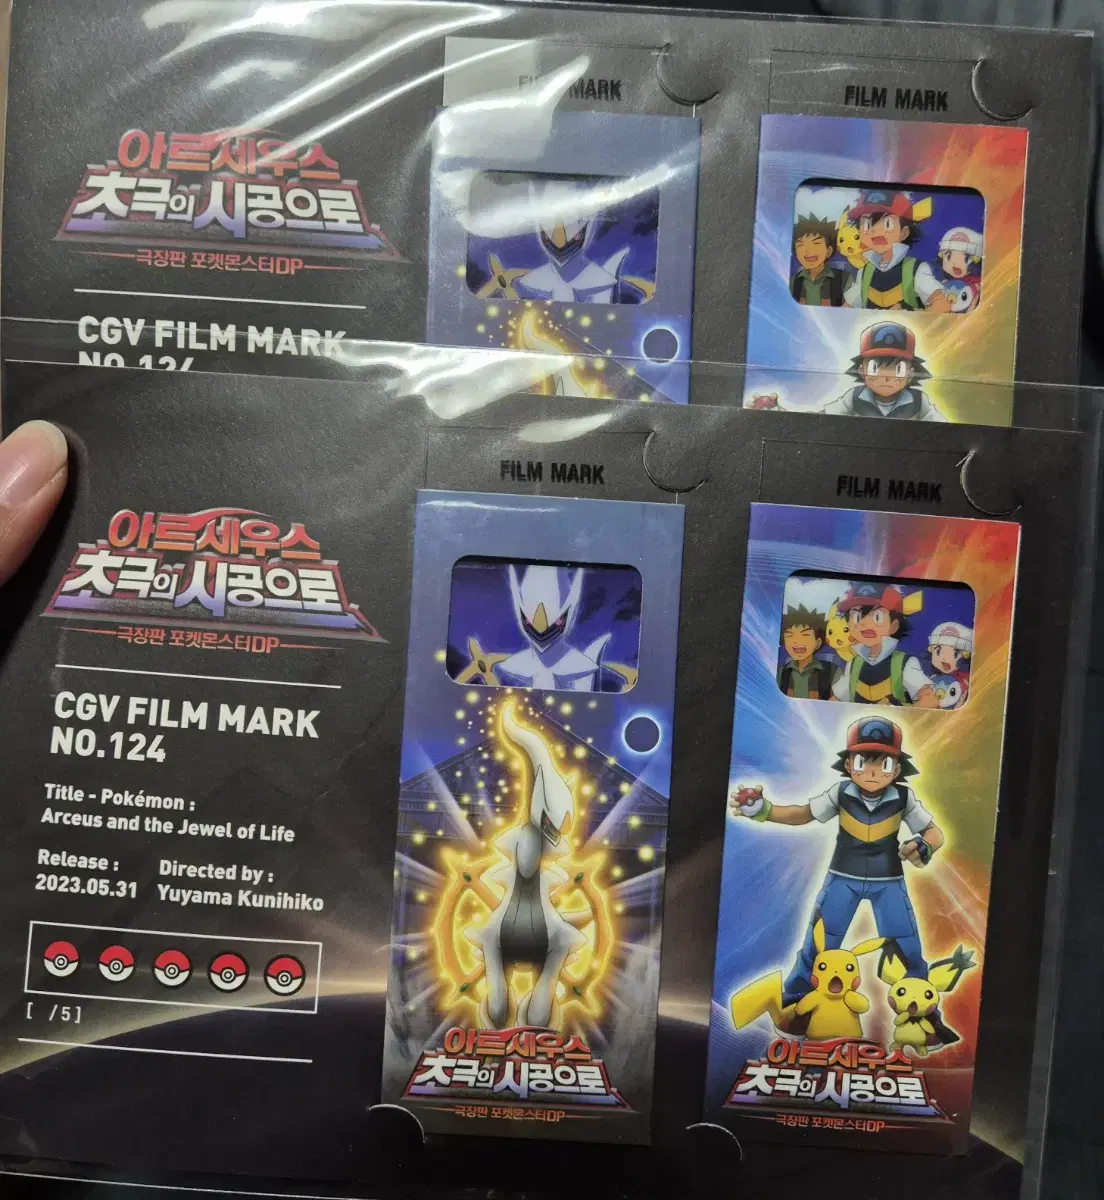 FILM MARK
FILM MARK
아르세우스
초극의 시공으로
극장판 포켓몬스터DP
CGV FILM MARK
NO.124
FILM MARK
FILM MARK
아르세우스
초극의 시공으로
극장판 포켓몬스터DP
CGV FILM MARK
NO.124
Title - Pokémon :
Arceus and the Jewel of Life
Release :
2023.05.31
Directed by :
Yuyama Kunihiko
[ /5]
아르세우스
초극의 시공으로
극장판 포켓몬스터DP
아르세우스
초극의 시공으로
극장판 포켓몬스터DP